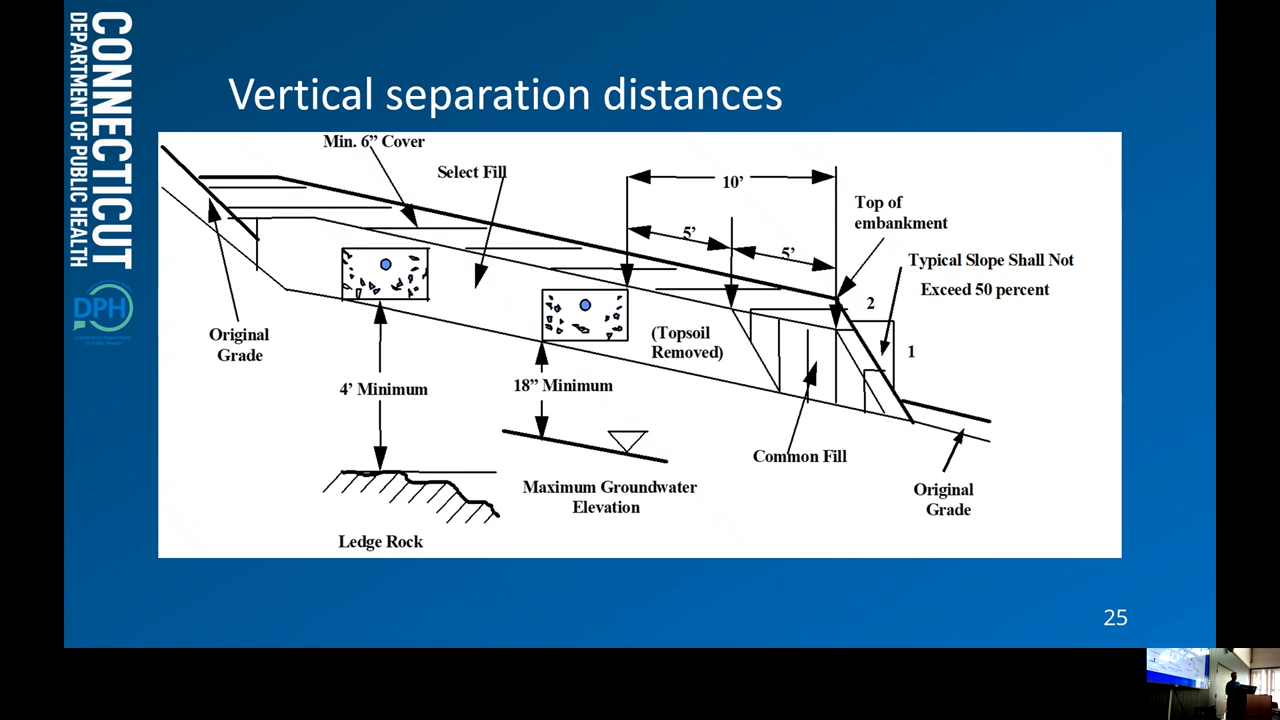 CONNECTICUT
DEPARTMENT OF PUBLIC HEALTH
DPH
Vertical separation distances
Min. 6” Cover
Select Fill
10’
Top of
embankment
5’
5’
Typical Slope Shall Not
Exceed 50 percent
2
1
Original
Grade
(Topsoil
Removed)
4’ Minimum
18” Minimum
Common Fill
Maximum Groundwater
Elevation
Original
Grade
Ledge Rock
25